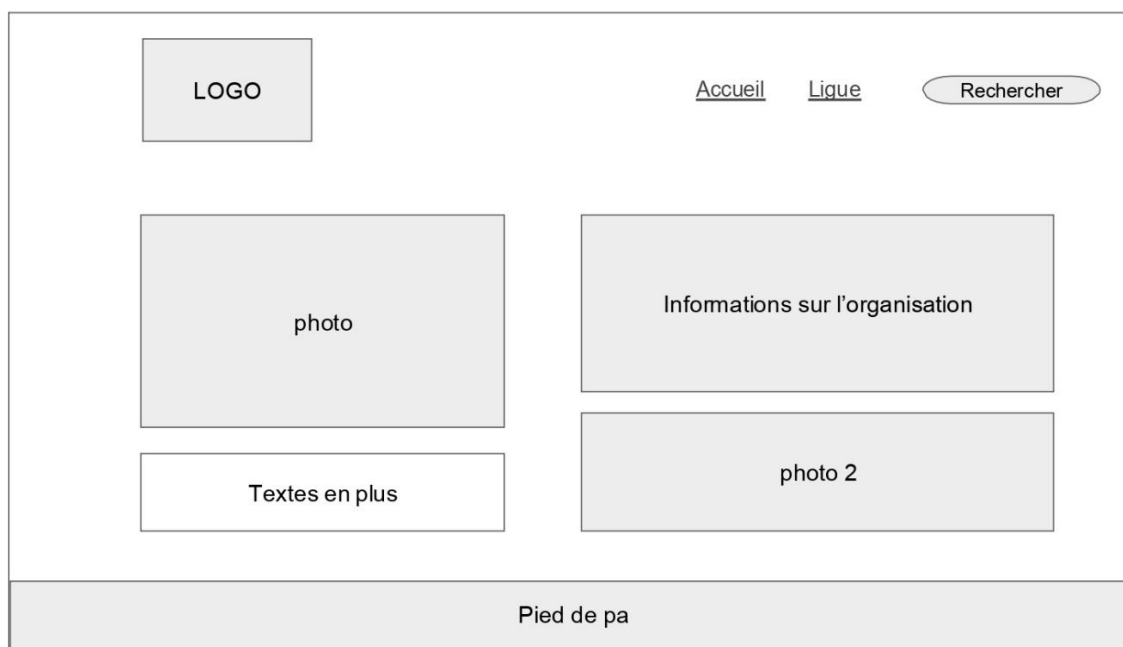 LOGO
Accueil
Ligue
Rechercher
photo
Informations sur l’organisation
Textes en plus
photo 2
Pied de pa